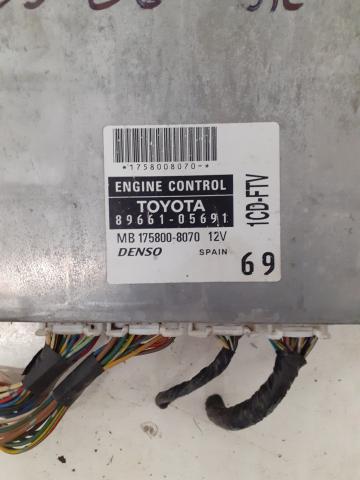 *1758008070-*
ENGINE CONTROL
TOYOTA
89661-05691
1CD-FTV
MB 175800-8070 12V
DENSO SPAIN 69